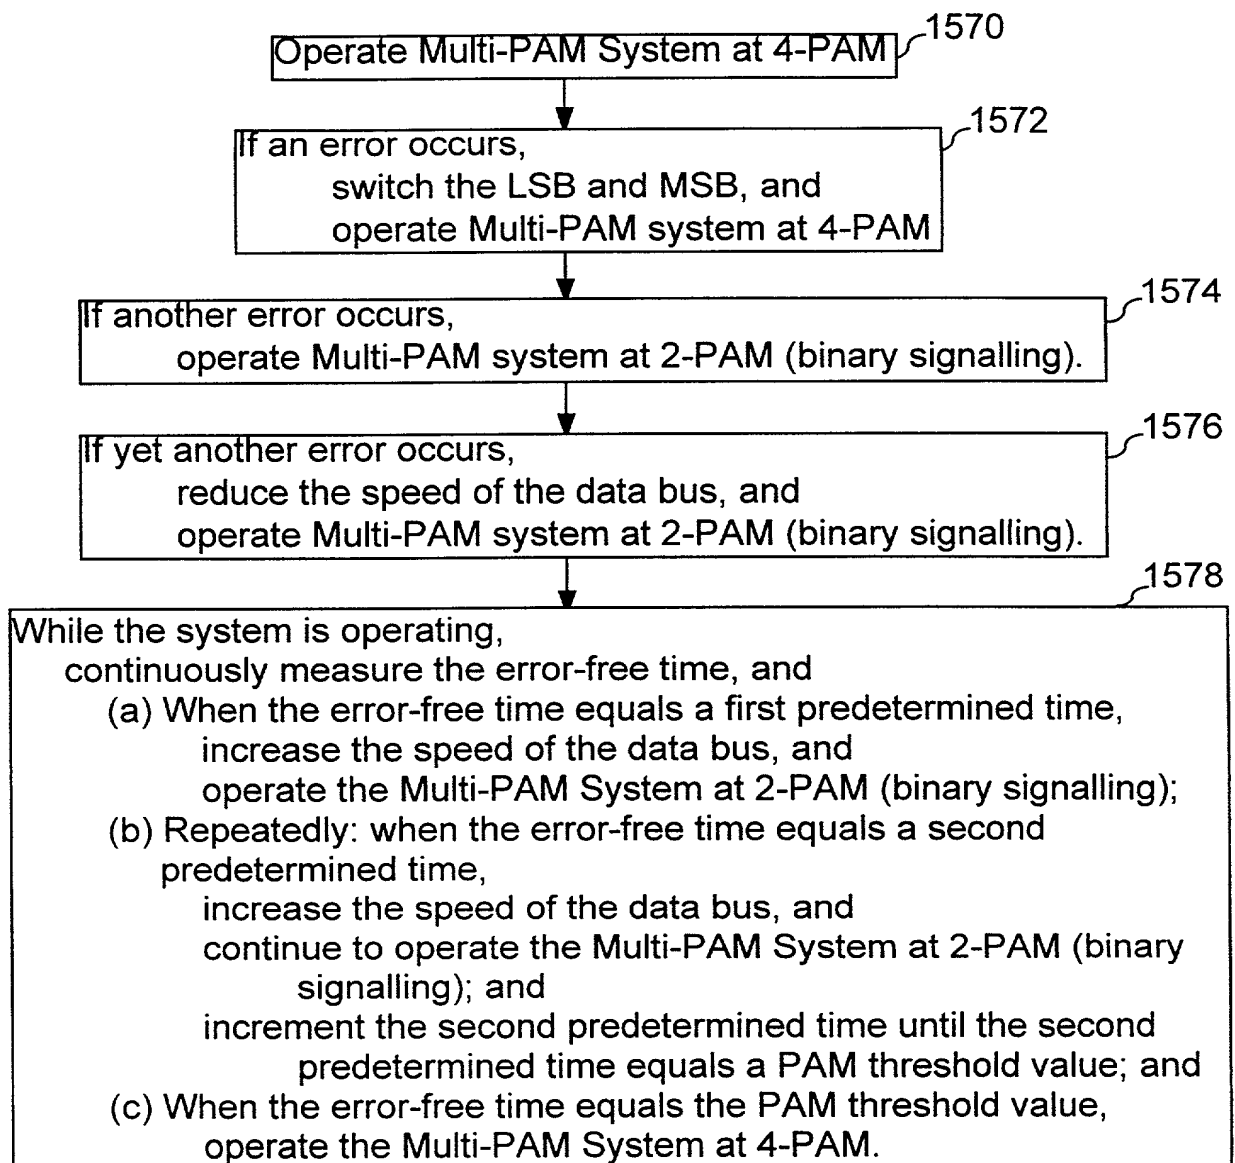 1570
Operate Multi-PAM System at 4-PAM
1572
If an error occurs,
switch the LSB and MSB, and
operate Multi-PAM system at 4-PAM
1574
If another error occurs,
operate Multi-PAM system at 2-PAM (binary signalling).
1576
If yet another error occurs,
reduce the speed of the data bus, and
operate Multi-PAM system at 2-PAM (binary signalling).
1578
While the system is operating,
continuously measure the error-free time, and
(a) When the error-free time equals a first predetermined time,
increase the speed of the data bus, and
operate the Multi-PAM System at 2-PAM (binary signalling);
(b) Repeatedly: when the error-free time equals a second
predetermined time,
increase the speed of the data bus, and
continue to operate the Multi-PAM System at 2-PAM (binary
signalling); and
increment the second predetermined time until the second
predetermined time equals a PAM threshold value; and
(c) When the error-free time equals the PAM threshold value,
operate the Multi-PAM System at 4-PAM.